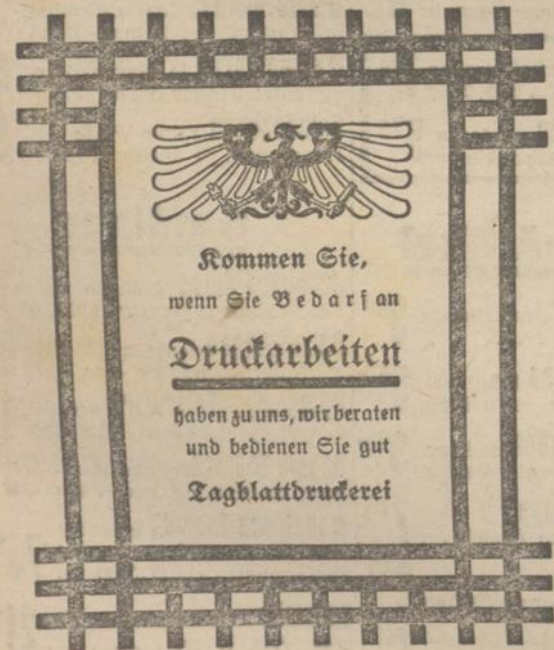 Kommen Sie,
wenn Sie Bedarf an
Druckarbeiten
haben zu uns, wir beraten
und bedienen Sie gut
Tagblattdruckerei